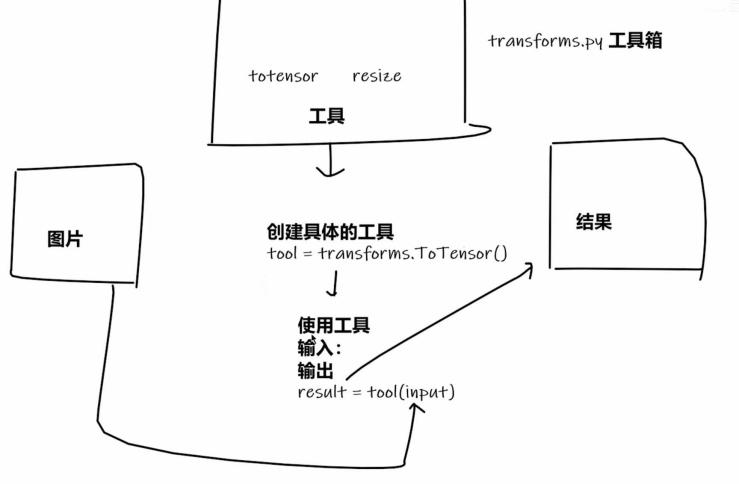 transforms.py 工具箱
totensor resize
工具
图片
创建具体的工具
tool = transforms.ToTensor()
结果
使用工具
输入：
输出
result = tool(input)